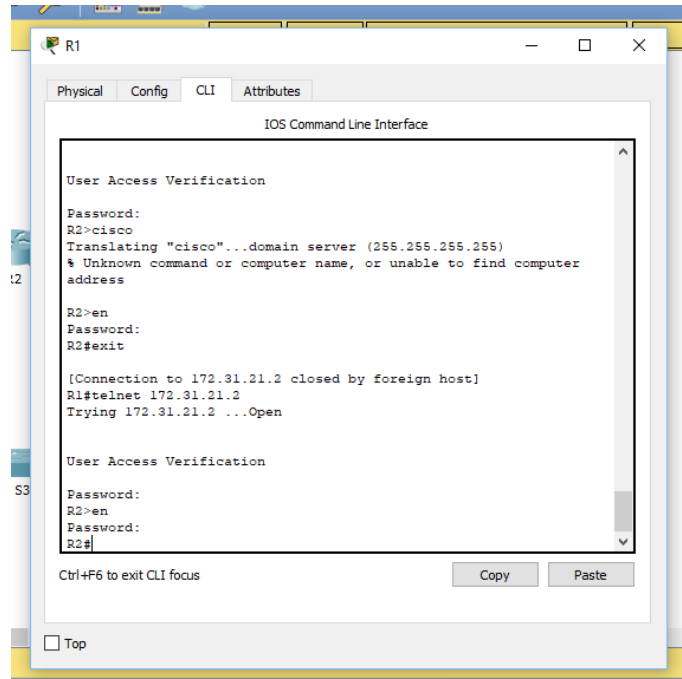 R1
Physical Config CLI Attributes
IOS Command Line Interface
User Access Verification
Password:
R2>cisco
Translating "cisco"...domain server (255.255.255.255)
% Unknown command or computer name, or unable to find computer
address
R2>en
Password:
R2#exit
[Connection to 172.31.21.2 closed by foreign host]
R1#telnet 172.31.21.2
Trying 172.31.21.2 ...Open
User Access Verification
Password:
R2>en
Password:
R2#
Ctrl+F6 to exit CLI focus
Copy Paste
Top
S3